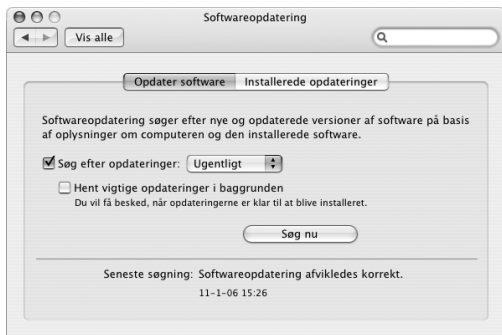 Softwareopdatering
Vis alle
Opdater software
Installerede opdateringer
Softwareopdatering søger efter nye og opdaterede versioner af software på basis
af oplysninger om computeren og den installerede software.
Søg efter opdateringer: Ugentligt
Hent vigtige opdateringer i baggrunden
Du vil få besked, når opdateringerne er klar til at blive installeret.
Søg nu
Seneste søgning: Softwareopdatering afvikledes korrekt.
11-1-06 15:26